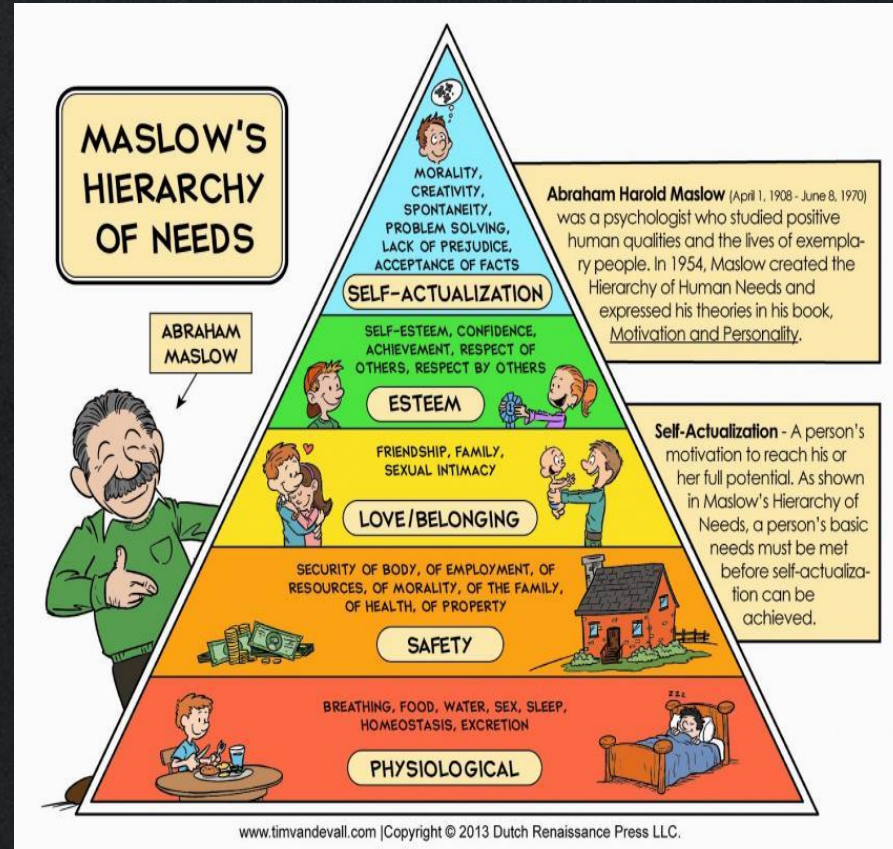 MASLOW'S
HIERARCHY
OF NEEDS
ABRAHAM
MASLOW
MORALITY,
CREATIVITY,
SPONTANEITY,
PROBLEM SOLVING,
LACK OF PREJUDICE,
ACCEPTANCE OF FACTS
SELF-ACTUALIZATION
SELF-ESTEEM, CONFIDENCE,
ACHIEVEMENT, RESPECT OF
OTHERS, RESPECT BY OTHERS
ESTEEM
1
FRIENDSHIP, FAMILY,
SEXUAL INTIMACY
LOVE/BELONGING
SECURITY OF BODY, OF EMPLOYMENT, OF
RESOURCES, OF MORALITY, OF THE FAMILY,
OF HEALTH, OF PROPERTY
SAFETY
BREATHING, FOOD, WATER, SEX, SLEEP,
HOMEOSTASIS, EXCRETION
PHYSIOLOGICAL
zzz
Abraham Harold Maslow (April 1, 1908 - June 8, 1970)
was a psychologist who studied positive
human qualities and the lives of exempla-
ry people. In 1954, Maslow created the
Hierarchy of Human Needs and
expressed his theories in his book,
Motivation and Personality.
Self-Actualization - A person's
motivation to reach his or
her full potential. As shown
in Maslow's Hierarchy of
Needs, a person's basic
needs must be met
before self-actualiza-
tion can be
achieved.
www.timvandevall.com |Copyright © 2013 Dutch Renaissance Press LLC.